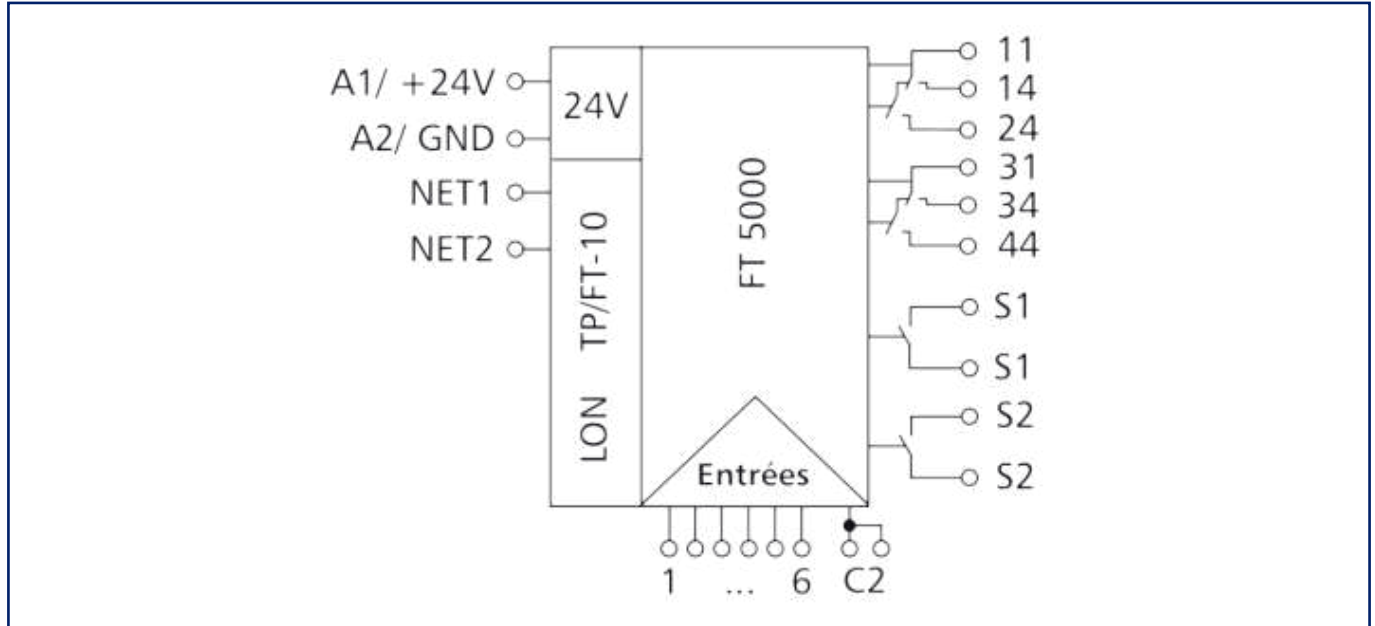 A1/ +24V
A2/ GND
NET1
NET2
24V
LON TP/FT-10
FT 5000
Entrées
11
14
24
31
34
44
S1
S1
S2
S2
1 ... 6 C2